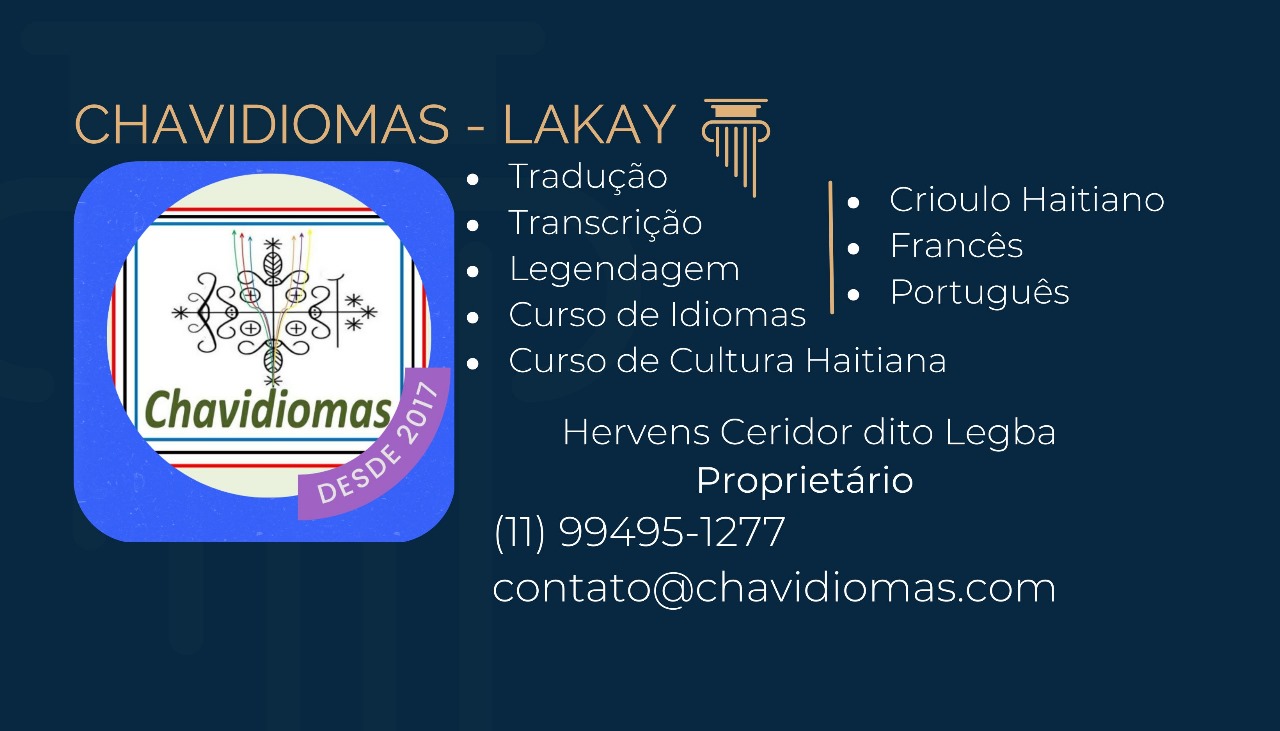 CHAVIDIOMAS - LAKAY
Chavidiomas
DESDE 2017
Tradução
Transcrição
Legendagem
Curso de Idiomas
Curso de Cultura Haitiana
Crioulo Haitiano
Francês
Português
Hervens Ceridor dito Legba
Proprietário
(11) 99495-1277
contato@chavidiomas.com